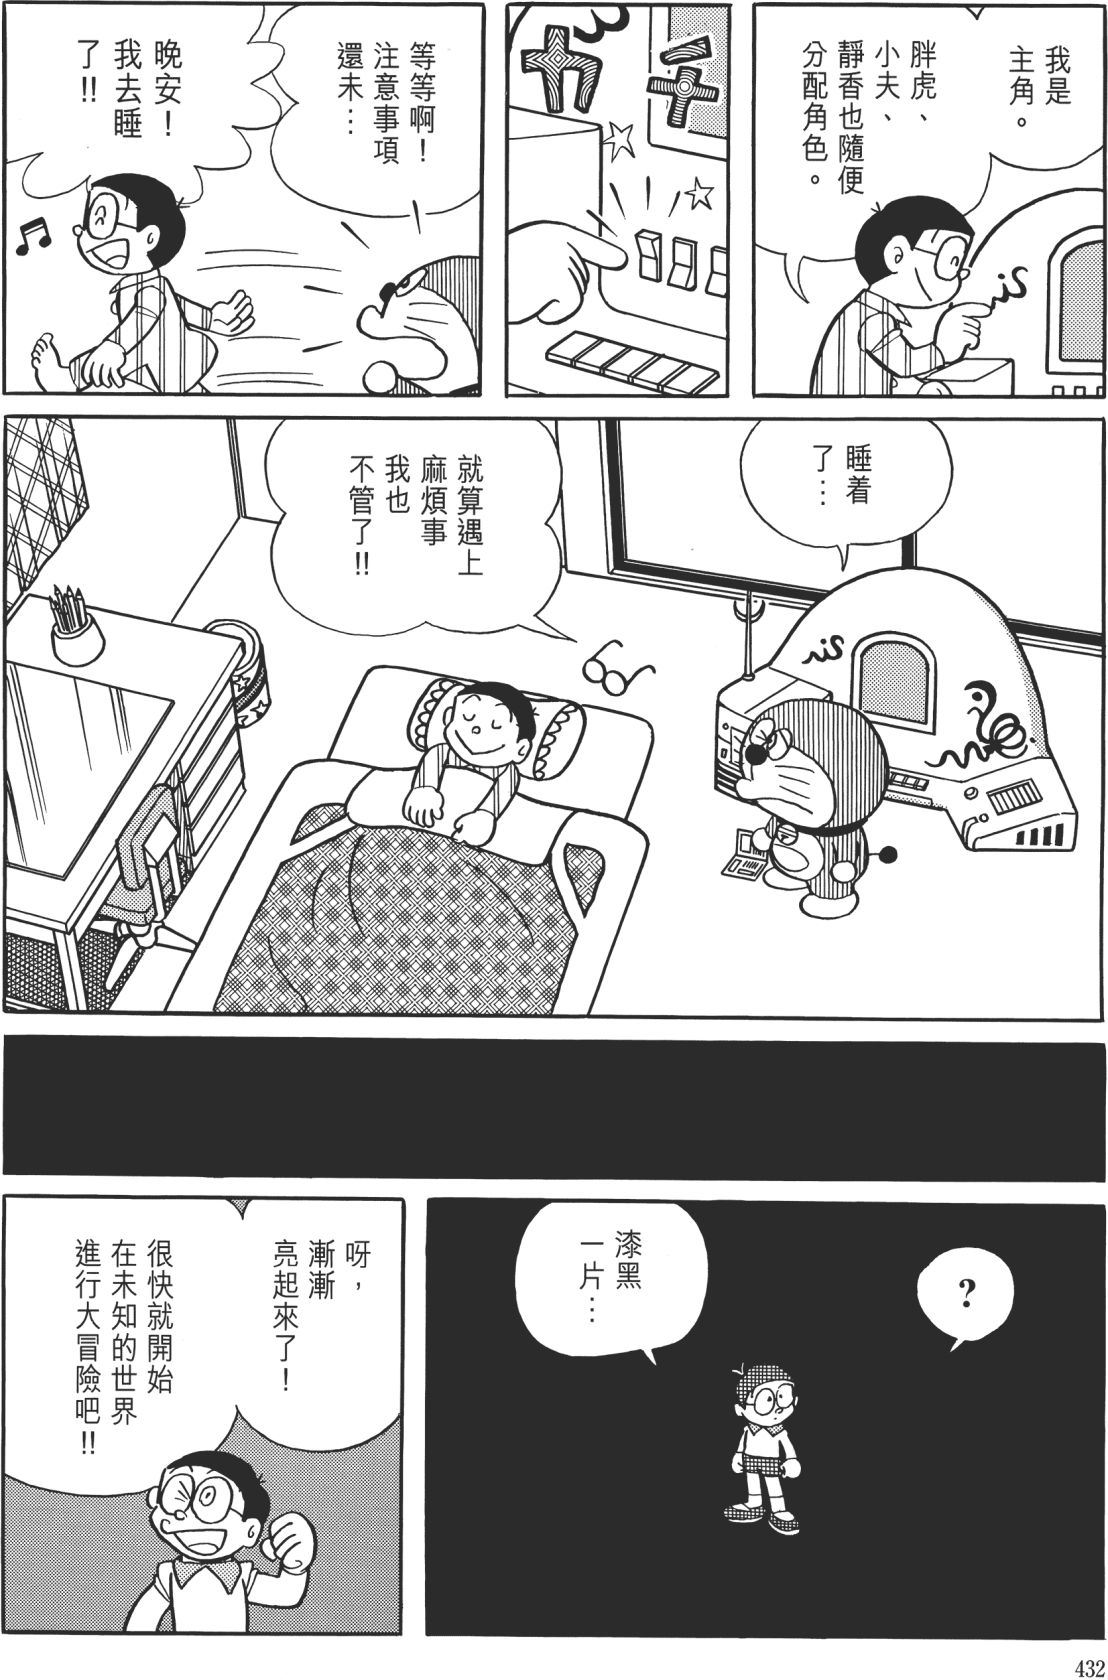 我是
主角。
胖虎、
小夫、
靜香也隨便
分配角色。
等等啊！
注意事項
還未…
晚安！
我去睡
了!!
睡着
了…
就算遇上
麻煩事
我也
不管了!!
?
漆黑
一片…
呀，
漸漸
亮起來了！
很快就開始
在未知的世界
進行大冒險吧!!
432